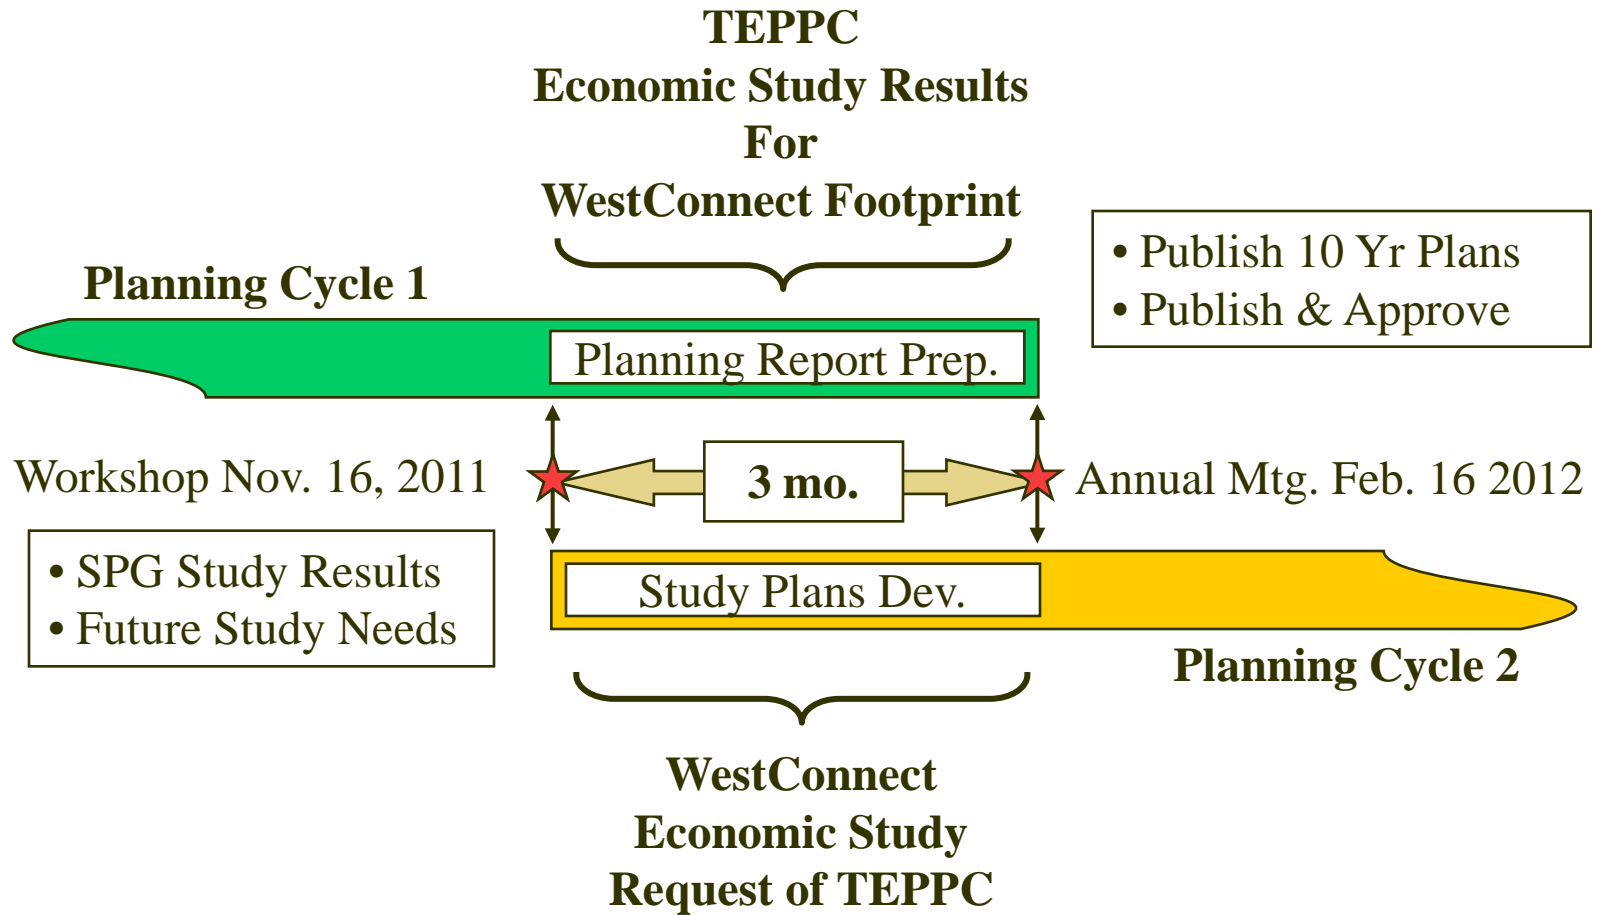 TEPPC
Economic Study Results
For
WestConnect Footprint
• Publish 10 Yr Plans
• Publish & Approve
Planning Cycle 1
Planning Report Prep.
Workshop Nov. 16, 2011
3 mo.
Annual Mtg. Feb. 16 2012
• SPG Study Results
• Future Study Needs
Study Plans Dev.
Planning Cycle 2
WestConnect
Economic Study
Request of TEPPC